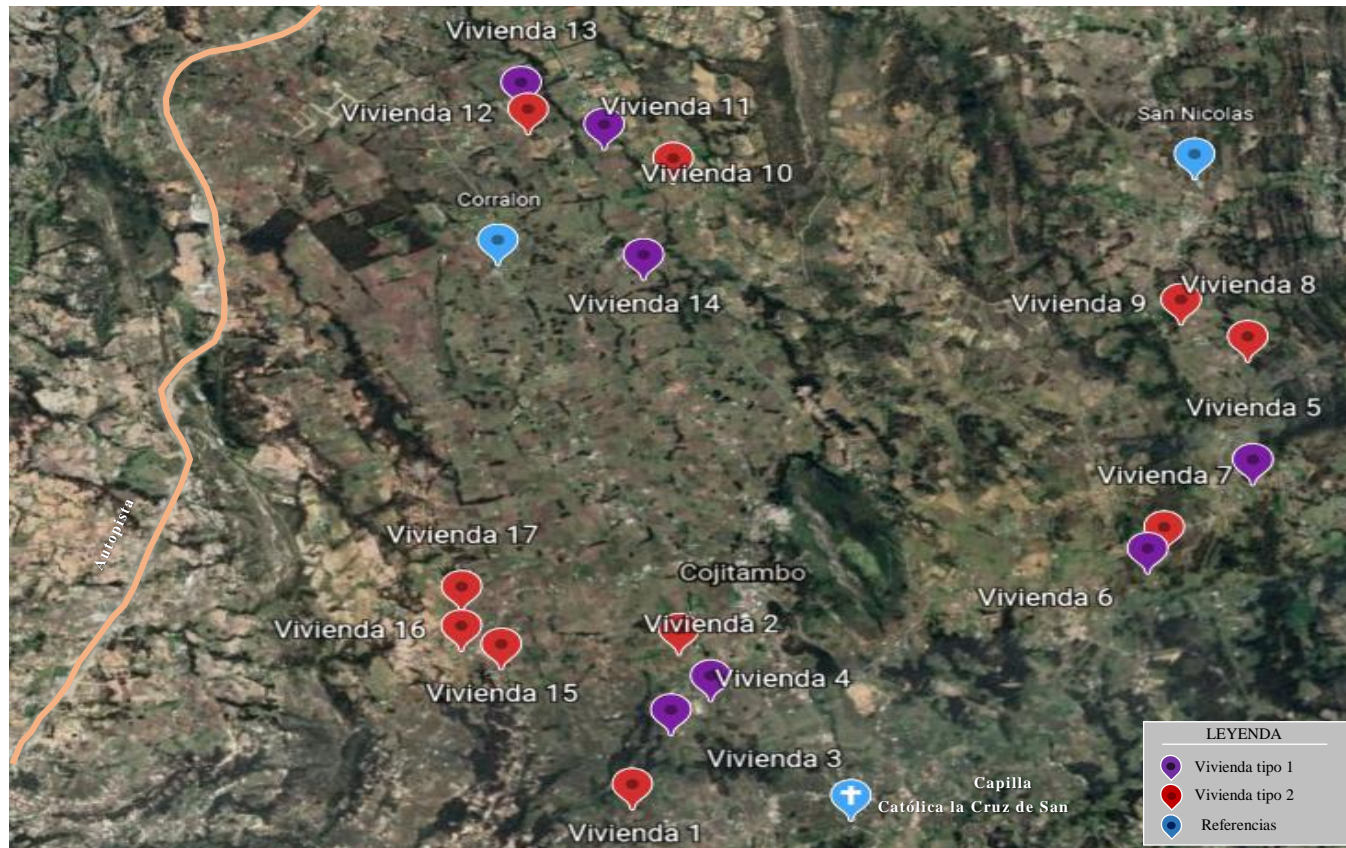 Vivienda 13
Vivienda 12
Vivienda 11
San Nicolas
Vivienda 10
Corralon
Vivienda 14
Vivienda 9
Vivienda 8
Vivienda 5
Vivienda 7
Autopista
Vivienda 17
Cojitambo
Vivienda 6
Vivienda 16
Vivienda 2
Vivienda 15
Vivienda 4
Vivienda 3
Capilla
Católica la Cruz de San
Vivienda 1
LEYENDA
Vivienda tipo 1
Vivienda tipo 2
Referencias